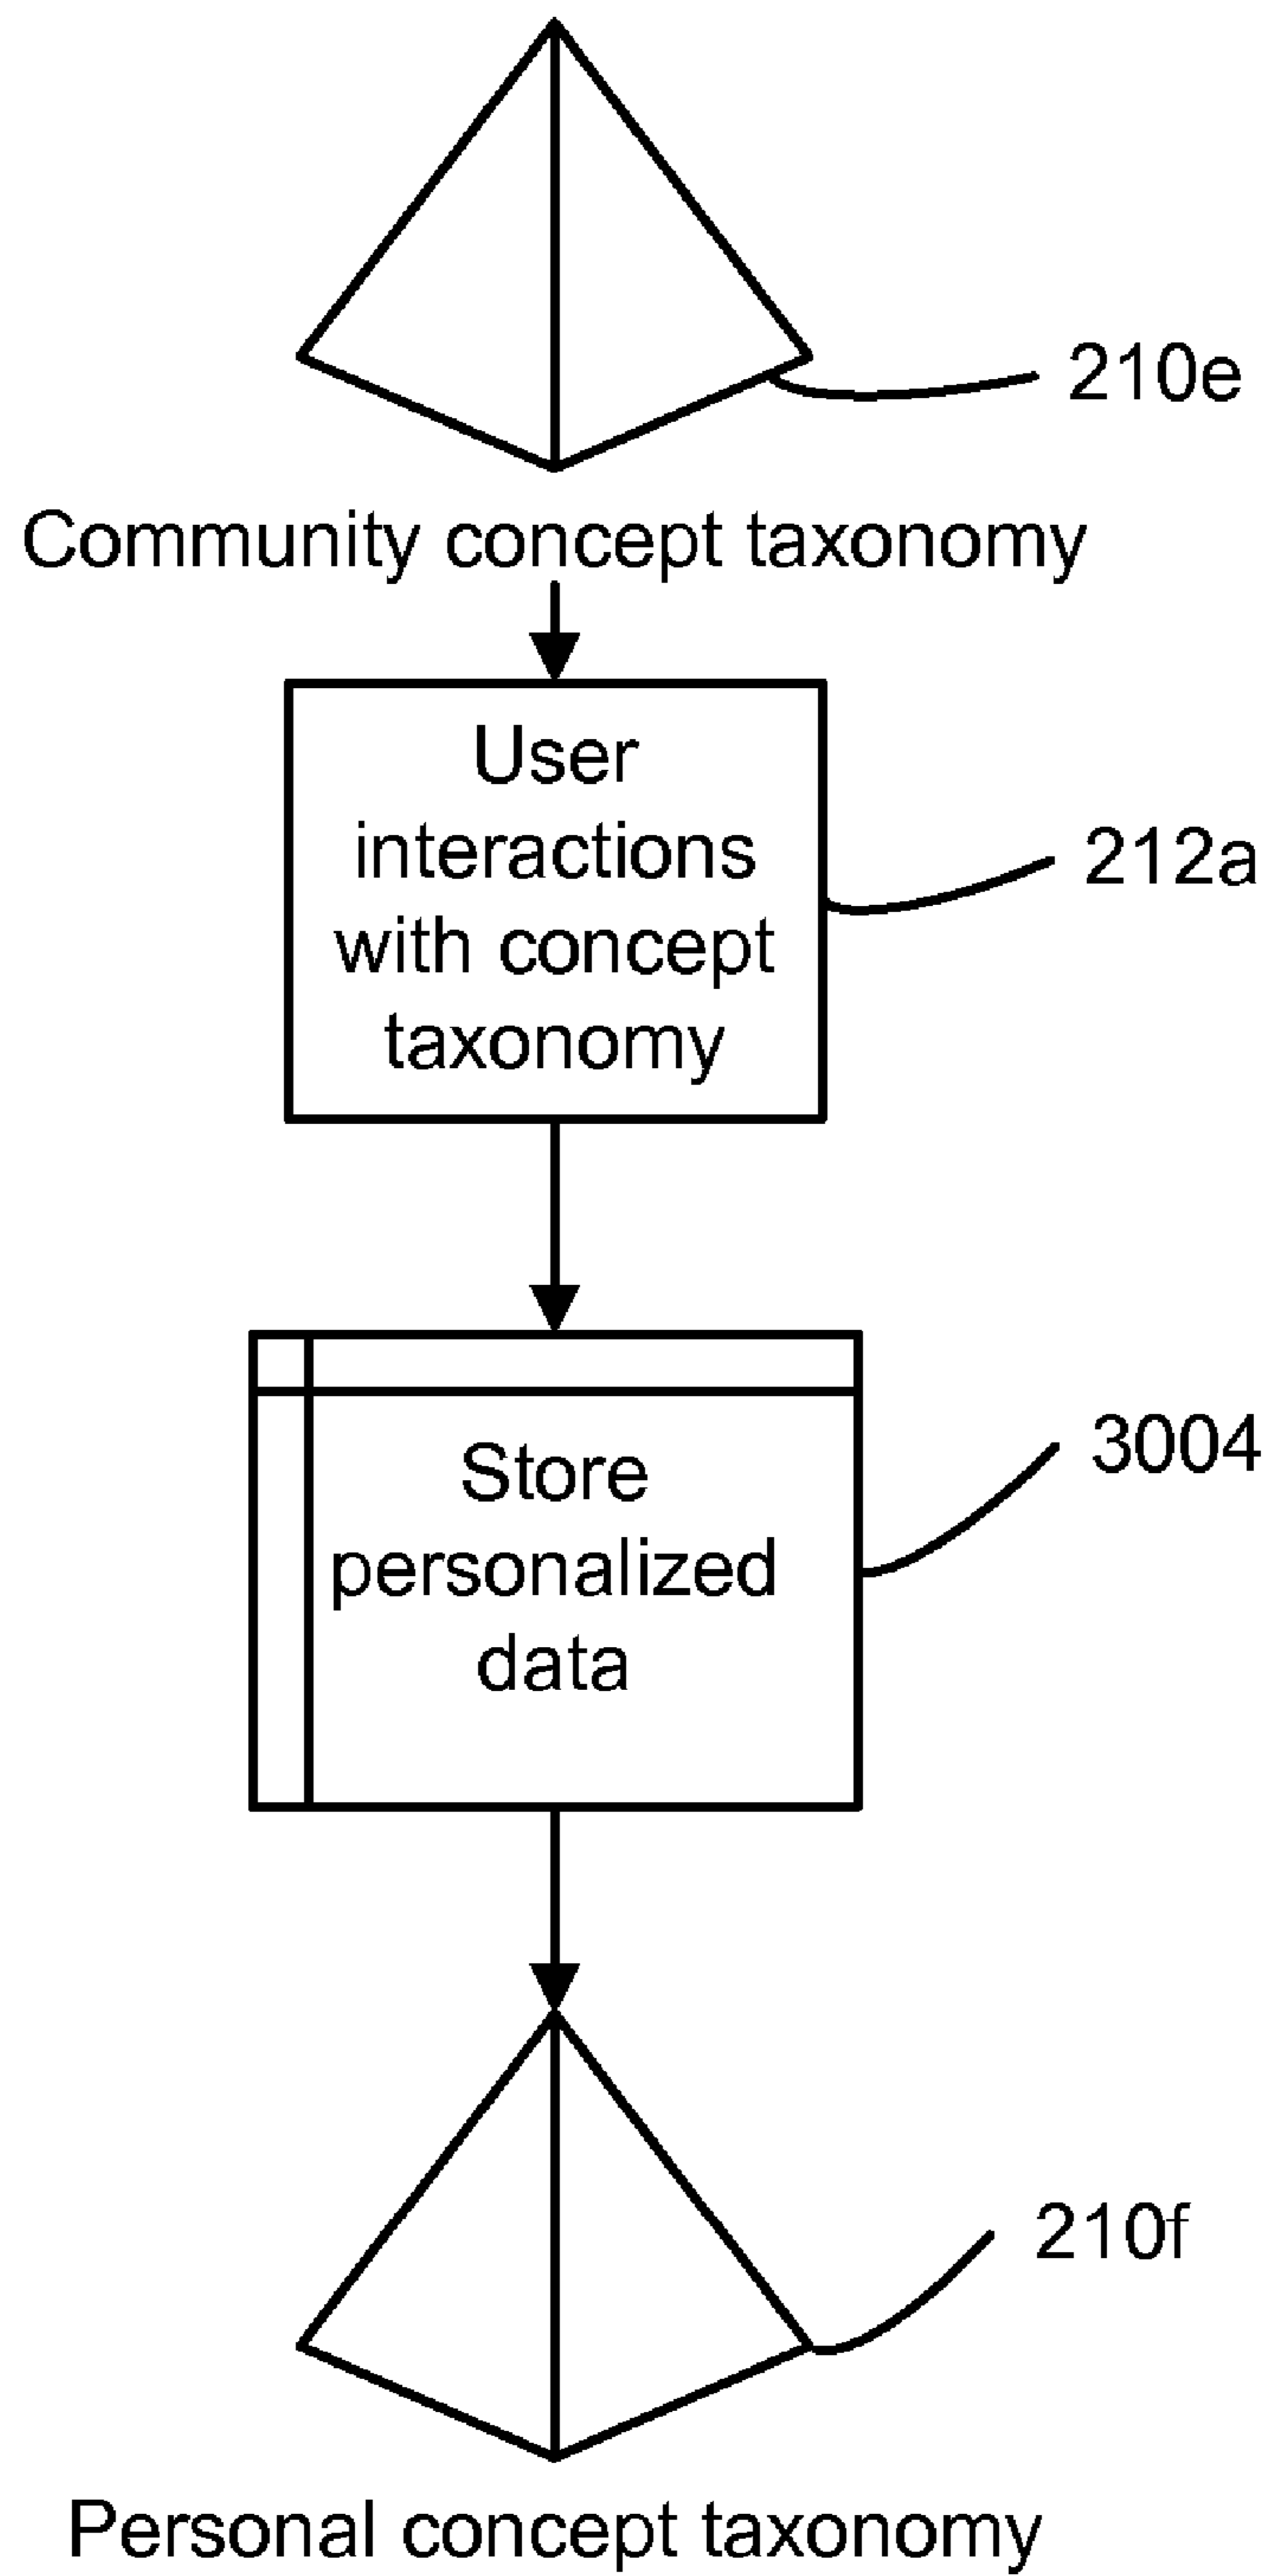 210e
Community concept taxonomy
User
interactions
with concept
taxonomy
212a
Store
personalized
data
3004
210f
Personal concept taxonomy